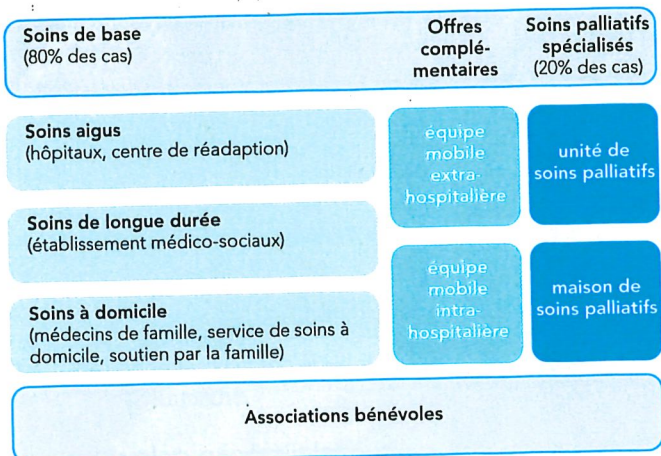 Soins de base
(80% des cas)
Offres
complé-
mentaires
Soins palliatifs
spécialisés
(20% des cas)
Soins aigus
(hôpitaux, centre de réadaption)
équipe
mobile
extra-
hospitalière
unité de
soins palliatifs
Soins de longue durée
(établissement médico-sociaux)
Soins à domicile
(médecins de famille, service de soins à
domicile, soutien par la famille)
équipe
mobile
intra-
hospitalière
maison de
soins palliatifs
Associations bénévoles